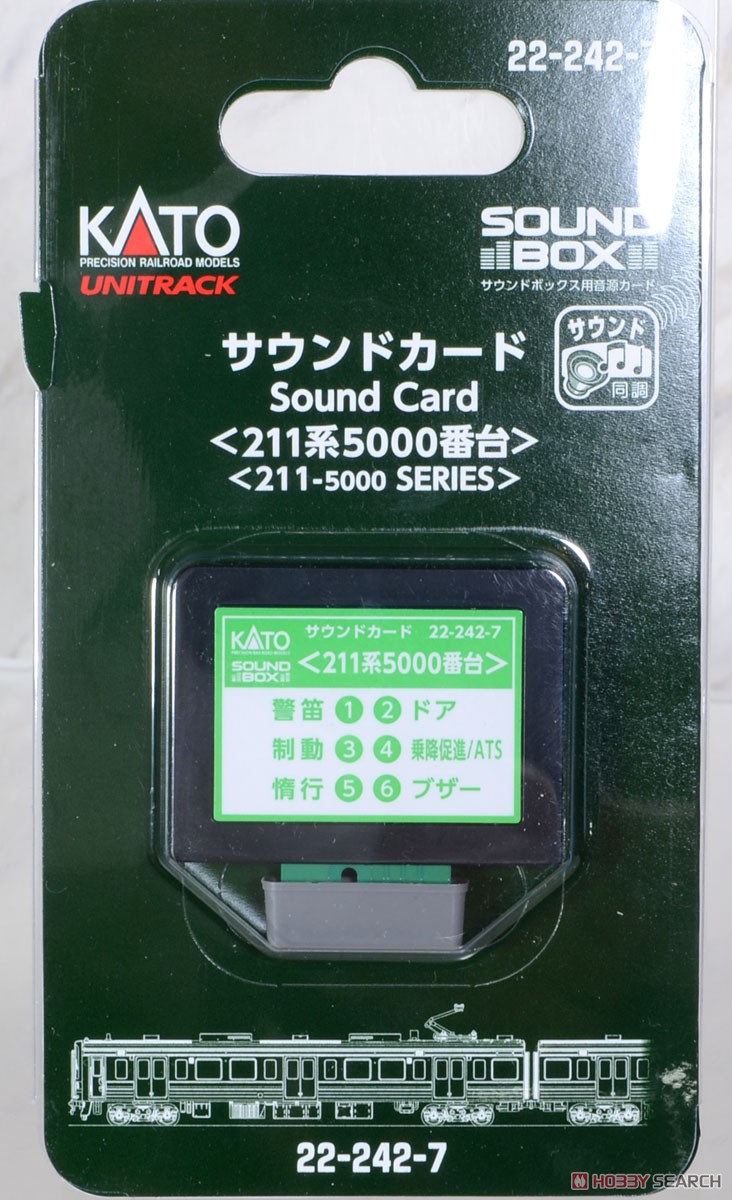 22-242-7
KATO
PRECISION RAILROAD MODELS
UNITRACK
SOUND
BOX
サウンドボックス用音源カード
サウンド
同調
サウンドカード
Sound Card
<211系5000番台>
<211-5000 SERIES>
KATO
PRECISION RAILROAD MODELS
サウンドカード 22-242-7
SOUND
BOX
<211系5000番台>
警笛 1 2 ドア
制動 3 4 乗降促進/ATS
惰行 5 6 ブザー
22-242-7
HOBBY SEARCH